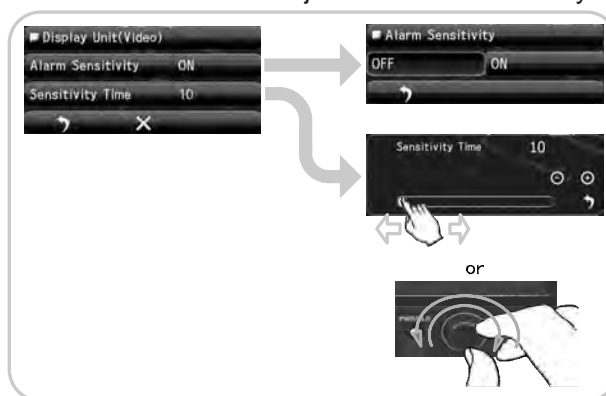 Display Unit(Video)
Alarm Sensitivity ON
Sensitivity Time 10
Alarm Sensitivity
OFF ON
Sensitivity Time 10
or